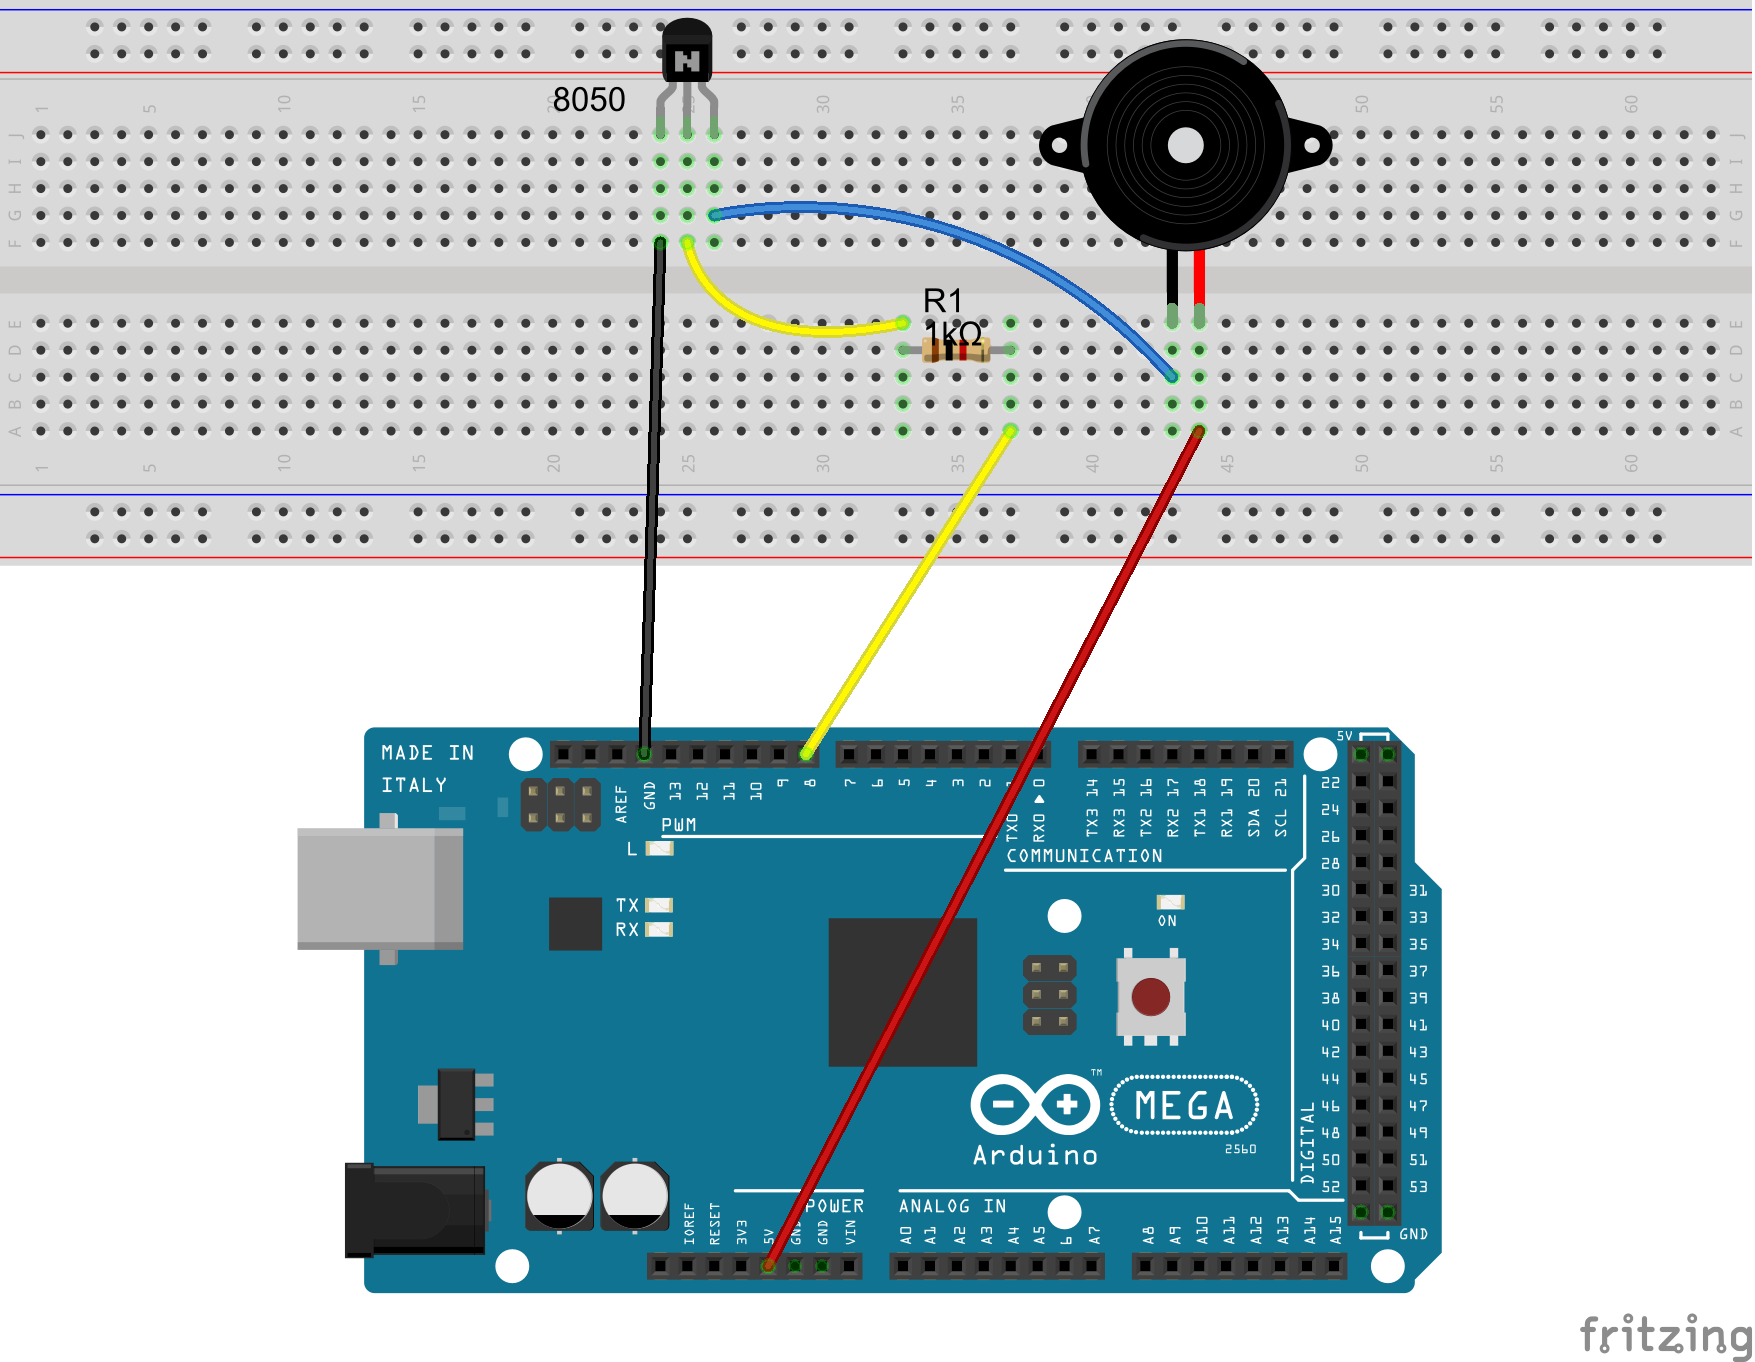 N
8050
1 5 10 15 20 25 30 35 40 45 50 55 60
J J
I I
H H
G G
F F
R1
1kΩ
E E
D D
C C
B B
A A
1 5 10 15 20 25 30 35 40 45 50 55 60
MADE IN
ITALY
AREF GND 13 12 11 10 9 8 7 6 5 4 3 2
TX0 RX0 ▲ 0
TX3 14 RX3 15 TX2 16 RX2 17 TX1 18 RX1 19 SDA 20 SCL 21
5V
PWM
L
COMMUNICATION
TX
RX
ON
22
24
26
28
30 31
32 33
34 35
36 37
38 39
40 41
42 43
44 45
46 47
48 49
50 51
52 53
DIGITAL
GND
TM
MEGA
Arduino
2560
POWER
ANALOG IN
IOREF RESET 3V3 5V GND GND VIN
A0 A1 A2 A3 A4 A5 6 A7
A8 A9 A10 A11 A12 A13 A14 A15
fritzing